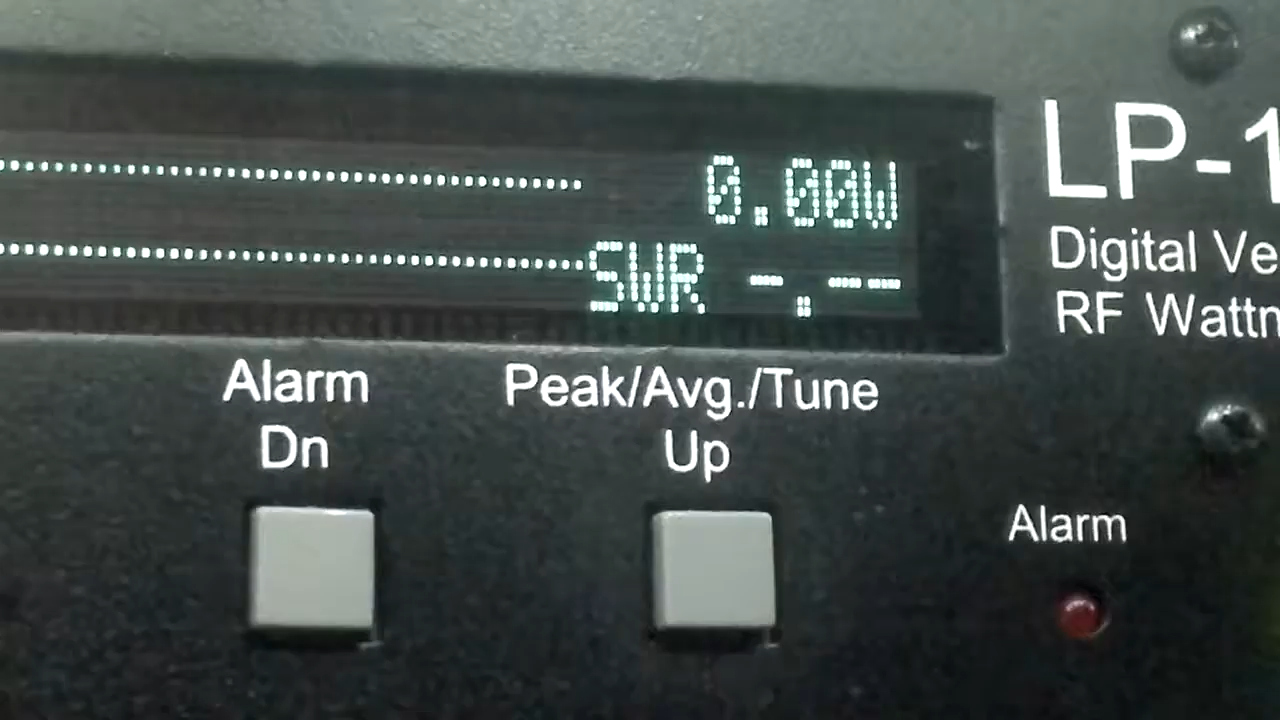 0.00W
SWR -.--
LP-1
Digital Ve
RF Wattm
Alarm
Dn
Peak/Avg./Tune
Up
Alarm